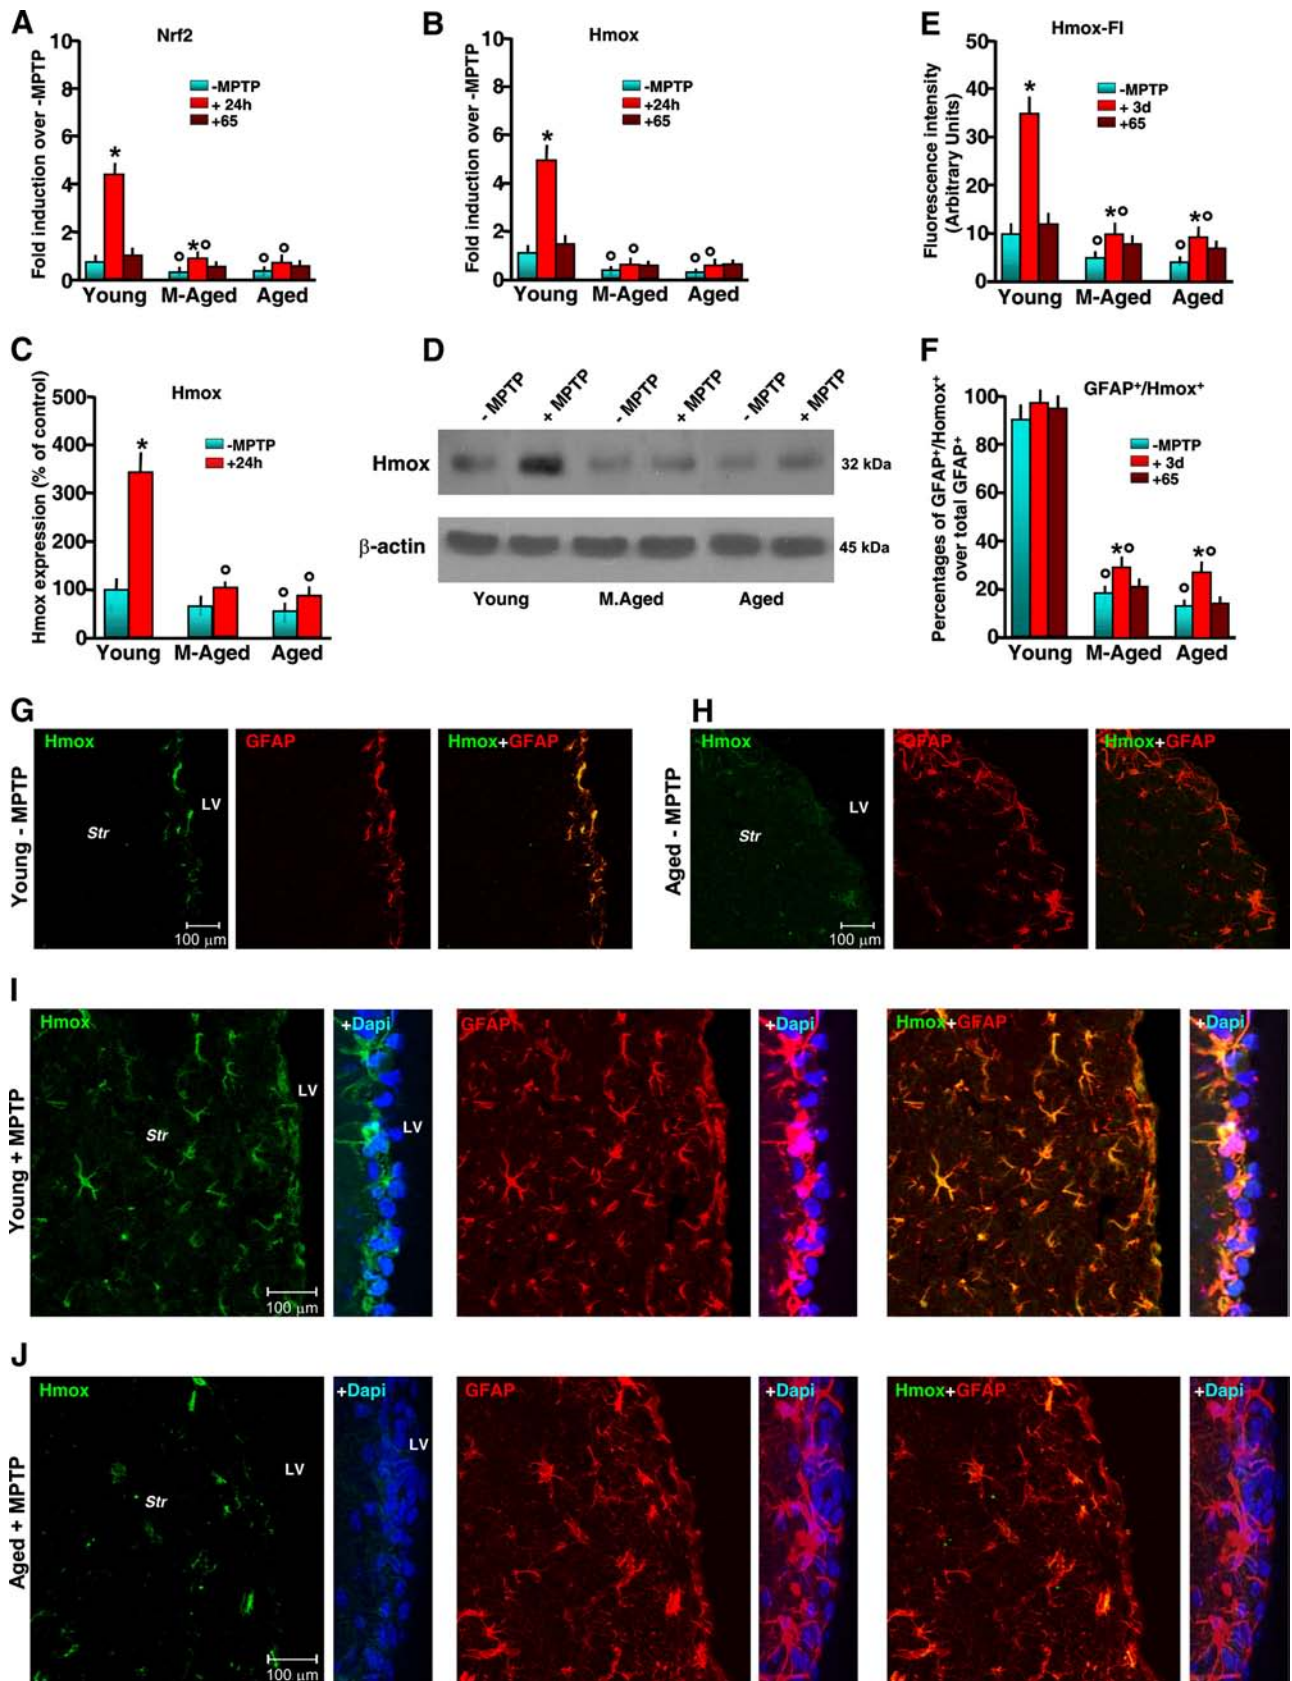 A
Nrf2
Fold induction over -MPTP
10
8
6
4
2
0
-MPTP
+ 24h
+65
*
*
Young
M-Aged
Aged
B
Hmox
Fold induction over -MPTP
10
8
6
4
2
0
-MPTP
+24h
+65
*
Young
M-Aged
Aged
E
Hmox-FI
Fluorescence intensity
(Arbitrary Units)
50
40
30
20
10
0
-MPTP
+ 3d
+65
*
*
*
Young
M-Aged
Aged
C
Hmox
Hmox expression (% of control)
500
400
300
200
100
0
-MPTP
+24h
*
Young
M-Aged
Aged
D
- MPTP
+ MPTP
- MPTP
+ MPTP
- MPTP
+ MPTP
Hmox
32 kDa
β-actin
45 kDa
Young
M.Aged
Aged
F
GFAP+/Hmox+
Percentages of GFAP+/Homox+
over total GFAP+
100
80
60
40
20
0
-MPTP
+ 3d
+65
*
*
Young
M-Aged
Aged
G
Young - MPTP
Hmox
Str
LV
100 µm
GFAP
Hmox+GFAP
H
Aged - MPTP
Hmox
Str
LV
100 µm
GFAP
Hmox+GFAP
I
Young + MPTP
Hmox
Str
LV
100 µm
+Dapi
LV
GFAP
+Dapi
Hmox+GFAP
+Dapi
J
Aged + MPTP
Hmox
Str
LV
100 µm
+Dapi
LV
GFAP
+Dapi
Hmox+GFAP
+Dapi